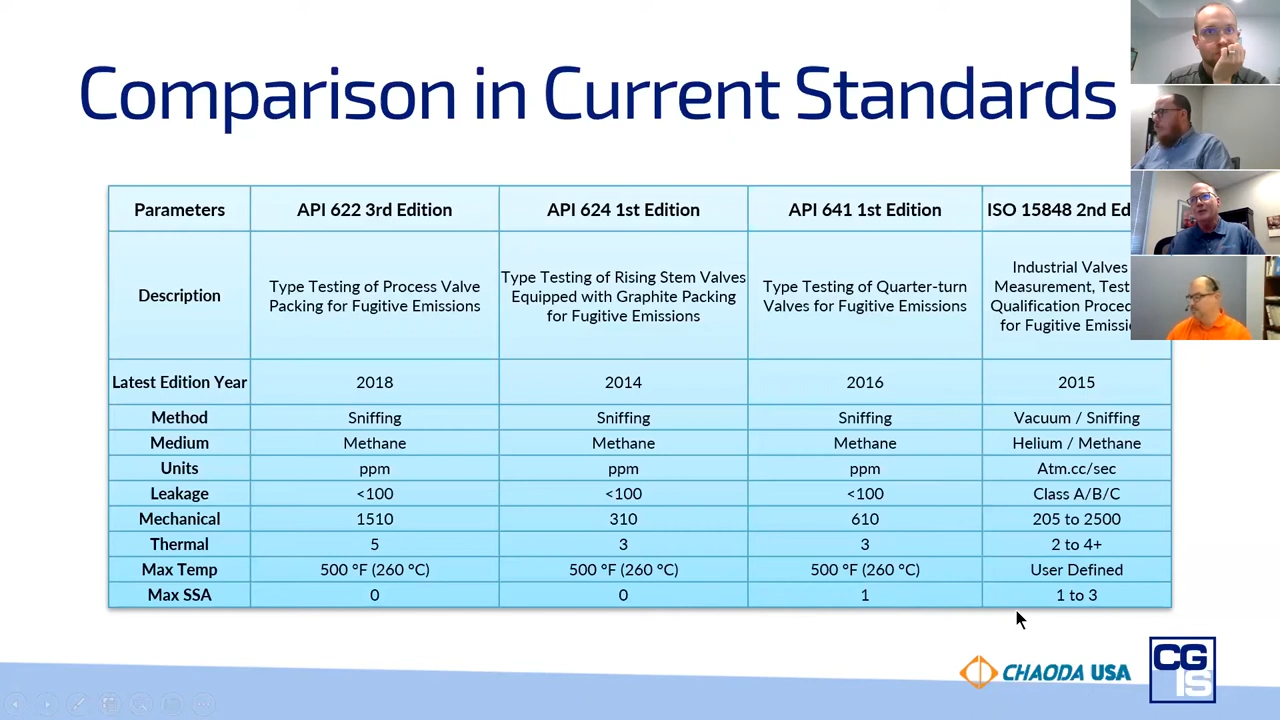 Comparison in Current Standards
Parameters API 622 3rd Edition API 624 1st Edition API 641 1st Edition ISO 15848 2nd Ed
Description
Type Testing of Process Valve
Packing for Fugitive Emissions
Type Testing of Rising Stem Valves
Equipped with Graphite Packing
for Fugitive Emissions
Type Testing of Quarter-turn
Valves for Fugitive Emissions
Industrial Valves
Measurement, Test
Qualification Proced
for Fugitive Emissi
Latest Edition Year 2018 2014 2016 2015
Method Sniffing Sniffing Sniffing Vacuum / Sniffing
Medium Methane Methane Methane Helium / Methane
Units ppm ppm ppm Atm.cc/sec
Leakage <100 <100 <100 Class A/B/C
Mechanical 1510 310 610 205 to 2500
Thermal 5 3 3 2 to 4+
Max Temp 500 °F (260 °C) 500 °F (260 °C) 500 °F (260 °C) User Defined
Max SSA 0 0 1 1 to 3
CHAODA USA
CG
IS